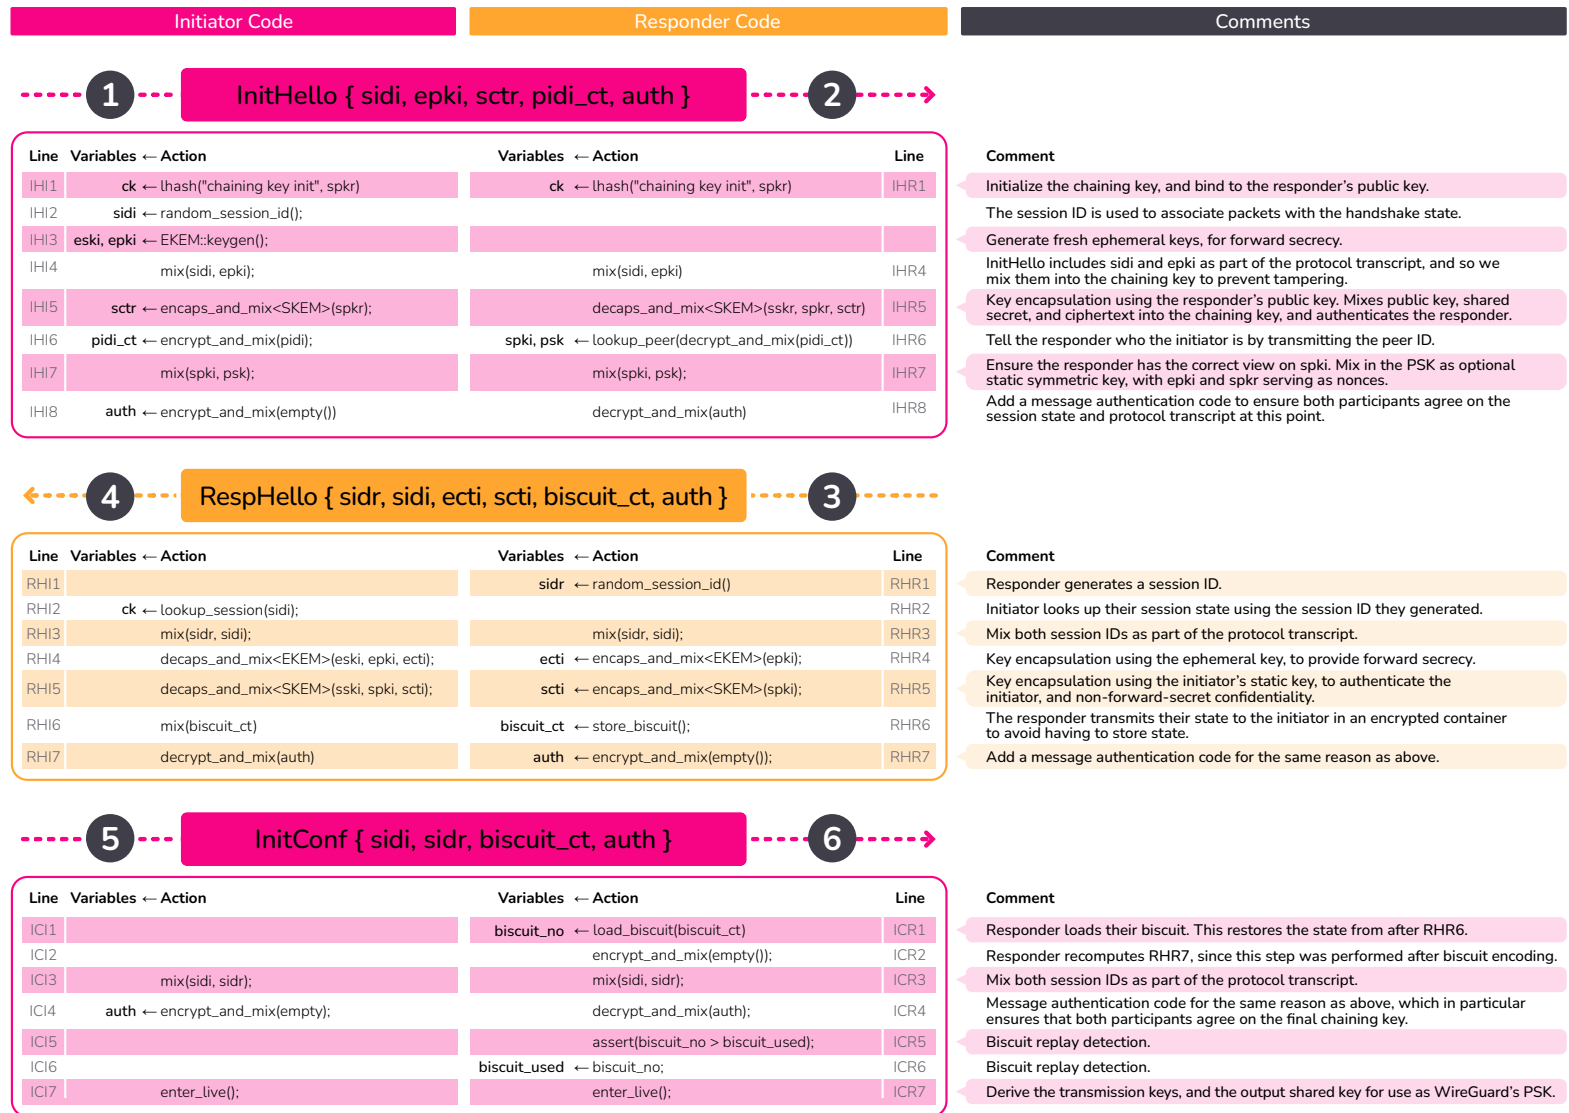 Initiator Code Responder Code Comments
1 InitHello { sidi, epki, sctr, pidi_ct, auth } 2
Line Variables ← Action Variables ← Action Line Comment
IHI1 ck ← lhash("chaining key init", spkr) ck ← lhash("chaining key init", spkr) IHR1 Initialize the chaining key, and bind to the responder's public key.
IHI2 sidi ← random_session_id(); The session ID is used to associate packets with the handshake state.
IHI3 eski, epki ← EKEM::keygen(); Generate fresh ephemeral keys, for forward secrecy.
IHI4 mix(sidi, epki); mix(sidi, epki) IHR4 InitHello includes sidi and epki as part of the protocol transcript, and so we
mix them into the chaining key to prevent tampering.
IHI5 sctr ← encaps_and_mix<SKEM>(spkr); decaps_and_mix<SKEM>(sskr, spkr, sctr) IHR5 Key encapsulation using the responder's public key. Mixes public key, shared
secret, and ciphertext into the chaining key, and authenticates the responder.
IHI6 pidi_ct ← encrypt_and_mix(pidi); spki, psk ← lookup_peer(decrypt_and_mix(pidi_ct)) IHR6 Tell the responder who the initiator is by transmitting the peer ID.
IHI7 mix(spki, psk); mix(spki, psk); IHR7 Ensure the responder has the correct view on spki. Mix in the PSK as optional
static symmetric key, with epki and spkr serving as nonces.
IHI8 auth ← encrypt_and_mix(empty()) decrypt_and_mix(auth) IHR8 Add a message authentication code to ensure both participants agree on the
session state and protocol transcript at this point.
4 RespHello { sidr, sidi, ecti, scti, biscuit_ct, auth } 3
Line Variables ← Action Variables ← Action Line Comment
RHI1 sidr ← random_session_id() RHR1 Responder generates a session ID.
RHI2 ck ← lookup_session(sidi); RHR2 Initiator looks up their session state using the session ID they generated.
RHI3 mix(sidr, sidi); mix(sidr, sidi); RHR3 Mix both session IDs as part of the protocol transcript.
RHI4 decaps_and_mix<EKEM>(eski, epki, ecti); ecti ← encaps_and_mix<EKEM>(epki); RHR4 Key encapsulation using the ephemeral key, to provide forward secrecy.
RHI5 decaps_and_mix<SKEM>(sski, spki, scti); scti ← encaps_and_mix<SKEM>(spki); RHR5 Key encapsulation using the initiator's static key, to authenticate the
initiator, and non-forward-secret confidentiality.
RHI6 mix(biscuit_ct) biscuit_ct ← store_biscuit(); RHR6 The responder transmits their state to the initiator in an encrypted container
to avoid having to store state.
RHI7 decrypt_and_mix(auth) auth ← encrypt_and_mix(empty()); RHR7 Add a message authentication code for the same reason as above.
5 InitConf { sidi, sidr, biscuit_ct, auth } 6
Line Variables ← Action Variables ← Action Line Comment
ICI1 biscuit_no ← load_biscuit(biscuit_ct) ICR1 Responder loads their biscuit. This restores the state from after RHR6.
ICI2 encrypt_and_mix(empty()); ICR2 Responder recomputes RHR7, since this step was performed after biscuit encoding.
ICI3 mix(sidi, sidr); mix(sidi, sidr); ICR3 Mix both session IDs as part of the protocol transcript.
ICI4 auth ← encrypt_and_mix(empty); decrypt_and_mix(auth); ICR4 Message authentication code for the same reason as above, which in particular
ensures that both participants agree on the final chaining key.
ICI5 assert(biscuit_no > biscuit_used); ICR5 Biscuit replay detection.
ICI6 biscuit_used ← biscuit_no; ICR6 Biscuit replay detection.
ICI7 enter_live(); enter_live(); ICR7 Derive the transmission keys, and the output shared key for use as WireGuard's PSK.